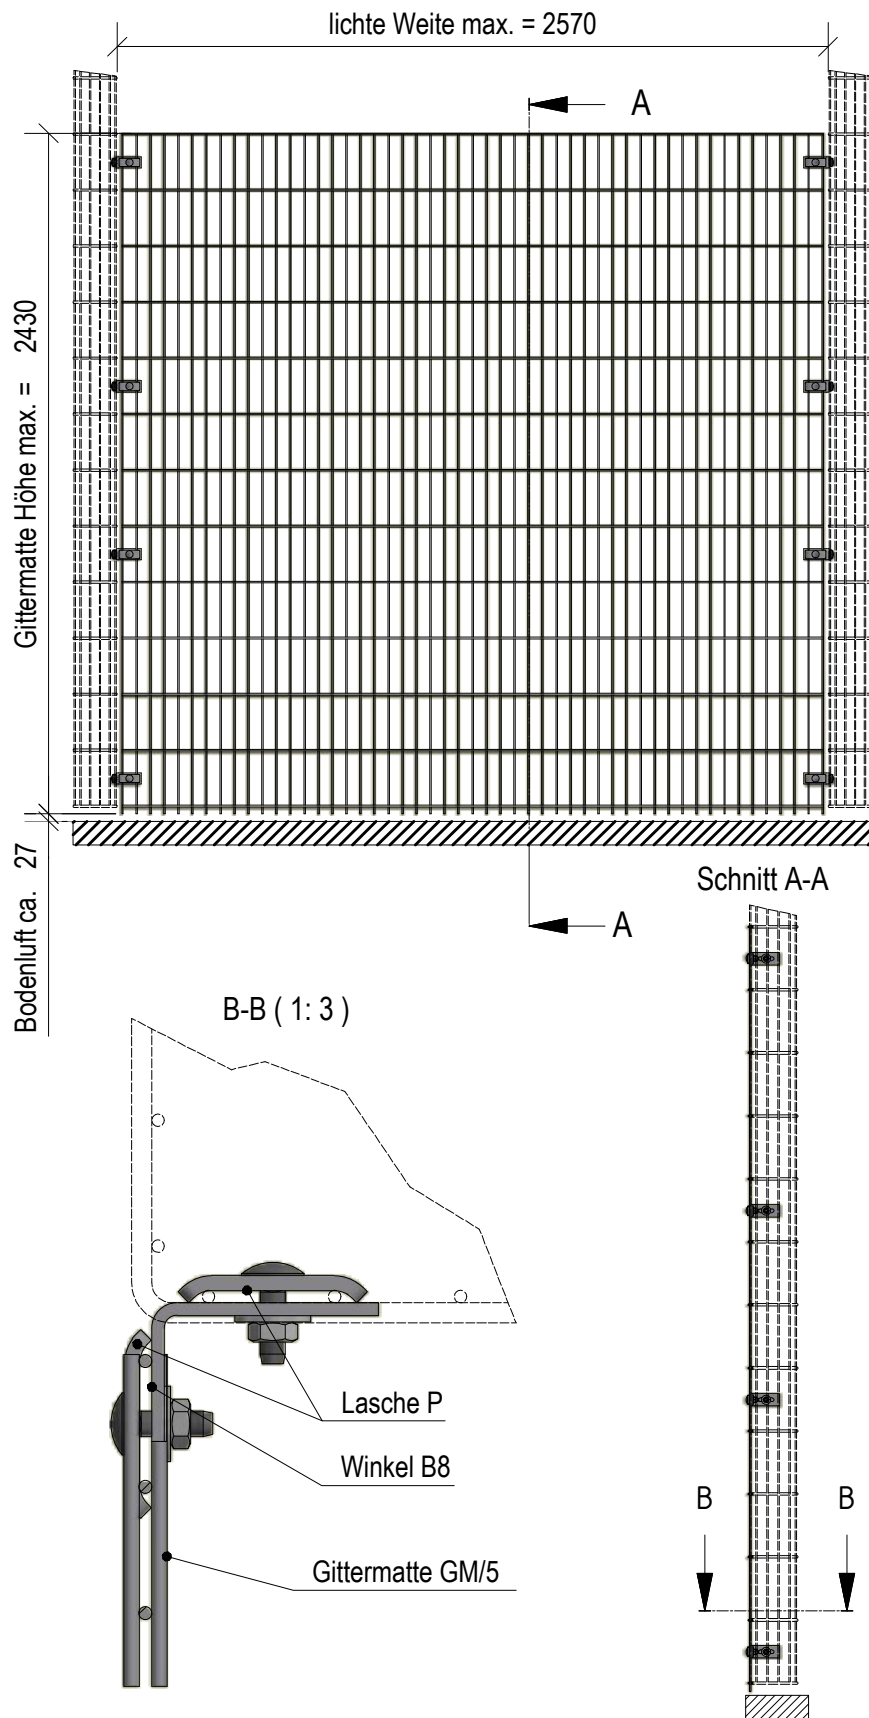 lichte Weite max. = 2570
A
Gittermatte Höhe max. = 2430
Bodenluft ca. 27
A
Schnitt A-A
B-B ( 1: 3 )
Lasche P
Winkel B8
B B
Gittermatte GM/5